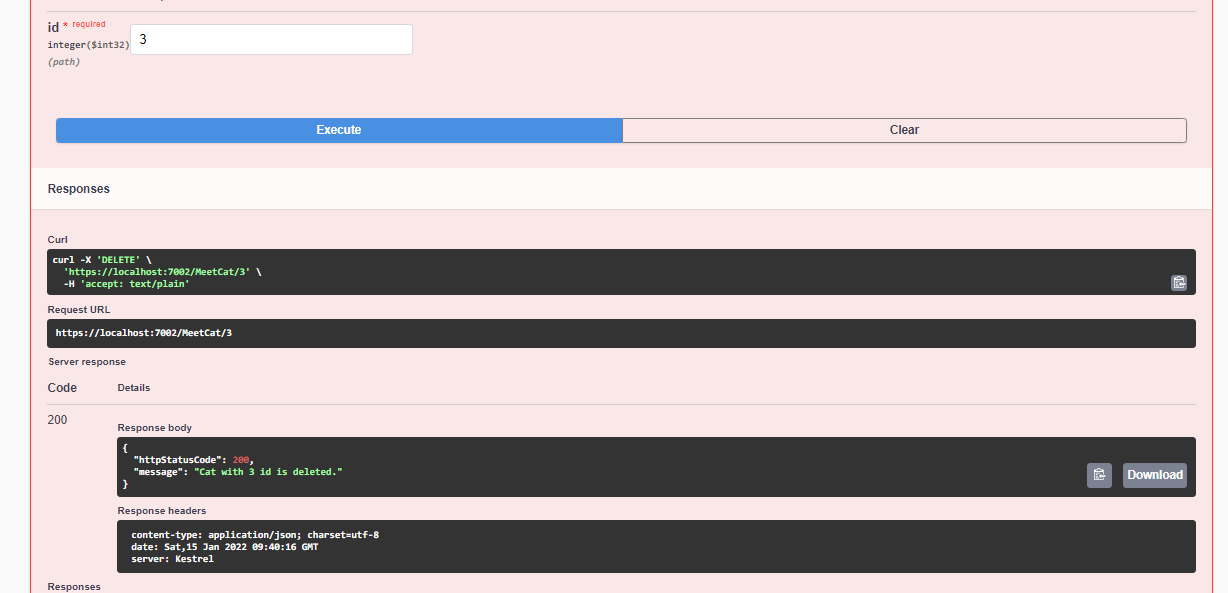 id * required
integer($int32)
3
(path)
Execute
Clear
Responses
Curl
curl -X 'DELETE' \
'https://localhost:7002/MeetCat/3' \
-H 'accept: text/plain'
Request URL
https://localhost:7002/MeetCat/3
Server response
Code Details
200
Response body
{
"httpStatusCode": 200,
"message": "Cat with 3 id is deleted."
}
Download
Response headers
content-type: application/json; charset=utf-8
date: Sat,15 Jan 2022 09:40:16 GMT
server: Kestrel
Responses